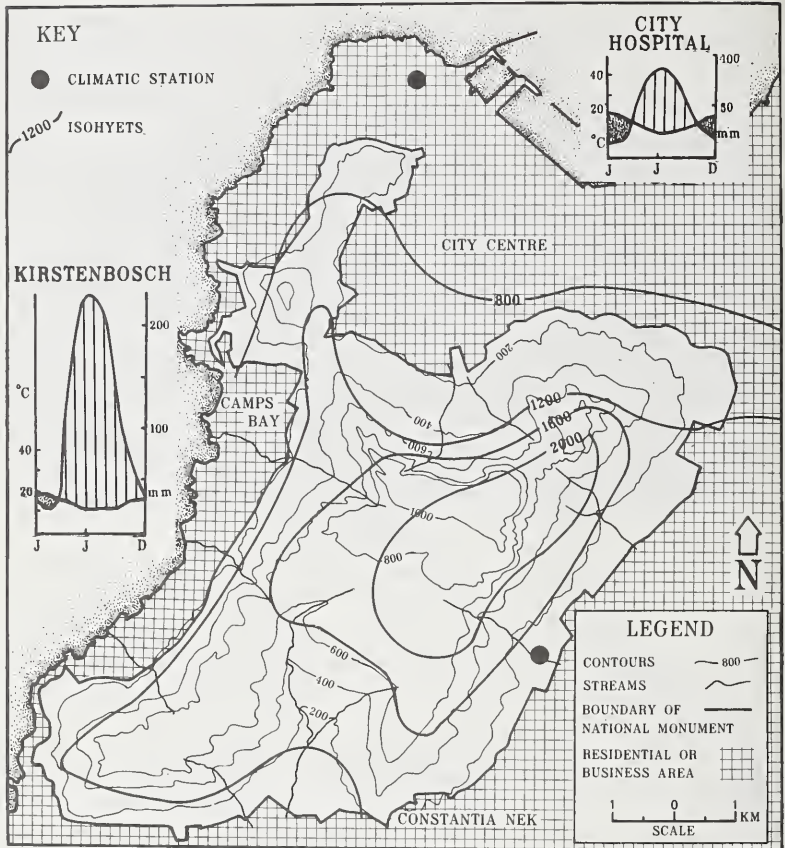 KEY
CLIMATIC STATION
1200 ISOHYETS
CITY
HOSPITAL
40
20
°C
100
50
mm
J J D
CITY CENTRE
800
KIRSTENBOSCH
°C
40
20
200
100
mm
J J D
CAMPS
BAY
200
400
600
1200
1600
2000
1000
800
600
400
200
N
CONSTANTIA NEK
LEGEND
CONTOURS 800
STREAMS
BOUNDARY OF
NATIONAL MONUMENT
RESIDENTIAL OR
BUSINESS AREA
1 0 1 KM
SCALE